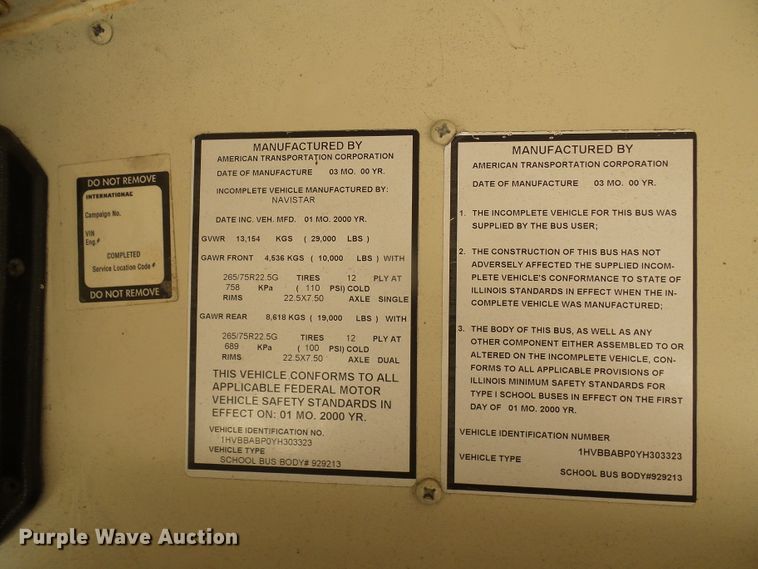 DO NOT REMOVE
INTERNATIONAL
Campaign No.
VIN
Eng.#
COMPLETED
Service Location Code #
DO NOT REMOVE
MANUFACTURED BY
AMERICAN TRANSPORTATION CORPORATION
DATE OF MANUFACTURE 03 MO. 00 YR.
INCOMPLETE VEHICLE MANUFACTURED BY:
NAVISTAR
DATE INC. VEH. MFD. 01 MO. 2000 YR.
GVWR 13,154 KGS ( 29,000 LBS )
GAWR FRONT 4,536 KGS ( 10,000 LBS ) WITH
265/75R22.5G TIRES 12 PLY AT
758 KPa ( 110 PSI) COLD
RIMS 22.5X7.50 AXLE SINGLE
GAWR REAR 8,618 KGS ( 19,000 LBS ) WITH
265/75R22.5G TIRES 12 PLY AT
689 KPa ( 100 PSI) COLD
RIMS 22.5X7.50 AXLE DUAL
THIS VEHICLE CONFORMS TO ALL
APPLICABLE FEDERAL MOTOR
VEHICLE SAFETY STANDARDS IN
EFFECT ON: 01 MO. 2000 YR.
VEHICLE IDENTIFICATION NO.
1HVBBABP0YH303323
VEHICLE TYPE
SCHOOL BUS BODY# 929213
MANUFACTURED BY
AMERICAN TRANSPORTATION CORPORATION
DATE OF MANUFACTURE 03 MO. 00 YR.
1. THE INCOMPLETE VEHICLE FOR THIS BUS WAS
SUPPLIED BY THE BUS USER;
2. THE CONSTRUCTION OF THIS BUS HAS NOT
ADVERSELY AFFECTED THE SUPPLIED INCOM-
PLETE VEHICLE'S CONFORMANCE TO STATE OF
ILLINOIS STANDARDS IN EFFECT WHEN THE IN-
COMPLETE VEHICLE WAS MANUFACTURED;
3. THE BODY OF THIS BUS, AS WELL AS ANY
OTHER COMPONENT EITHER ASSEMBLED TO OR
ALTERED ON THE INCOMPLETE VEHICLE, CON-
FORMS TO ALL APPLICABLE PROVISIONS OF
ILLINOIS MINIMUM SAFETY STANDARDS FOR
TYPE I SCHOOL BUSES IN EFFECT ON THE FIRST
DAY OF 01 MO. 2000 YR.
VEHICLE IDENTIFICATION NUMBER
1HVBBABP0YH303323
VEHICLE TYPE
SCHOOL BUS BODY#929213
Purple Wave Auction